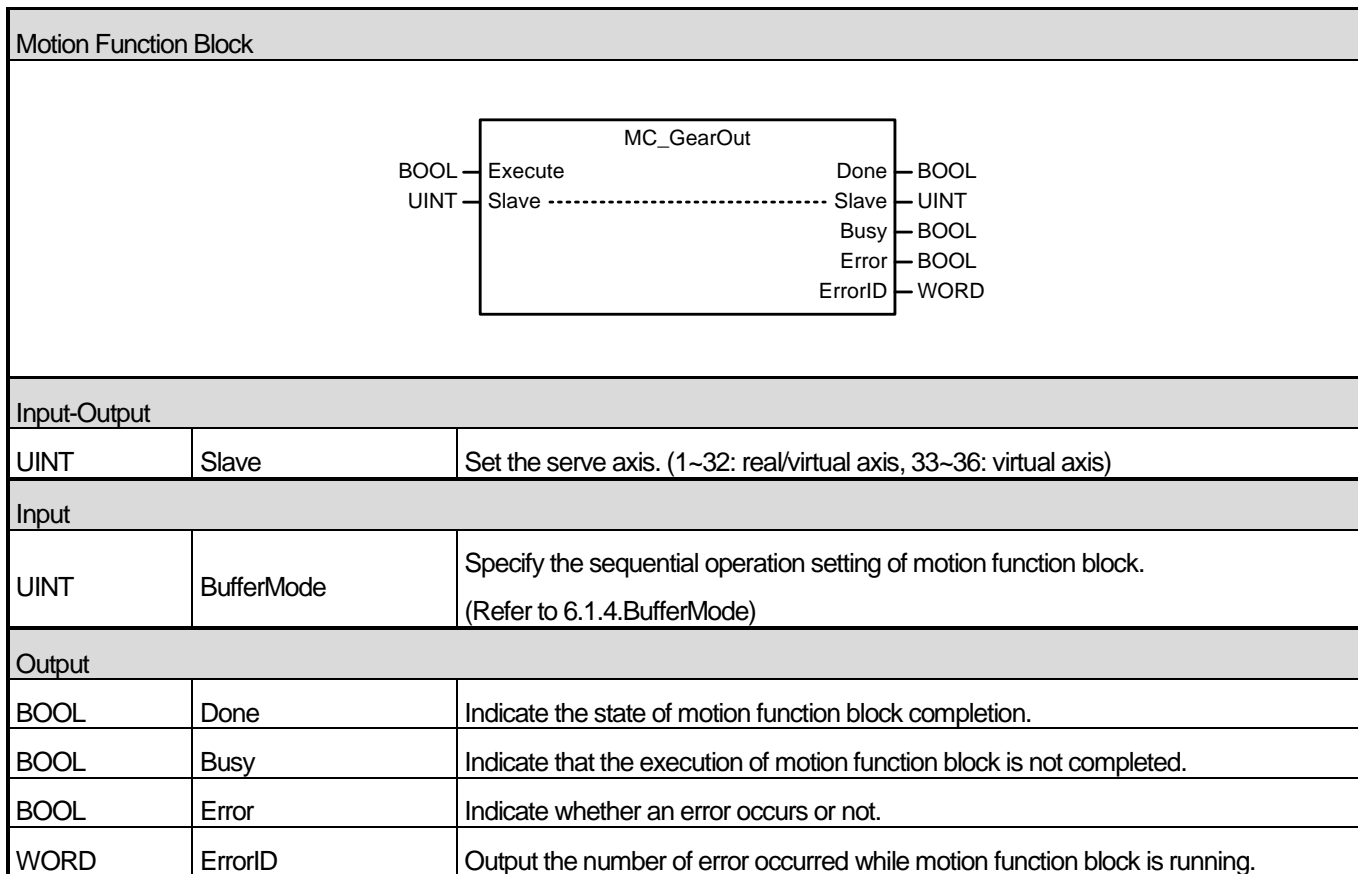 Motion Function Block
MC_GearOut
BOOL Execute Done BOOL
UINT Slave Slave UINT
Busy BOOL
Error BOOL
ErrorID WORD
Input-Output
UINT Slave Set the serve axis. (1~32: real/virtual axis, 33~36: virtual axis)
Input
UINT BufferMode Specify the sequential operation setting of motion function block.
(Refer to 6.1.4.BufferMode)
Output
BOOL Done Indicate the state of motion function block completion.
BOOL Busy Indicate that the execution of motion function block is not completed.
BOOL Error Indicate whether an error occurs or not.
WORD ErrorID Output the number of error occurred while motion function block is running.